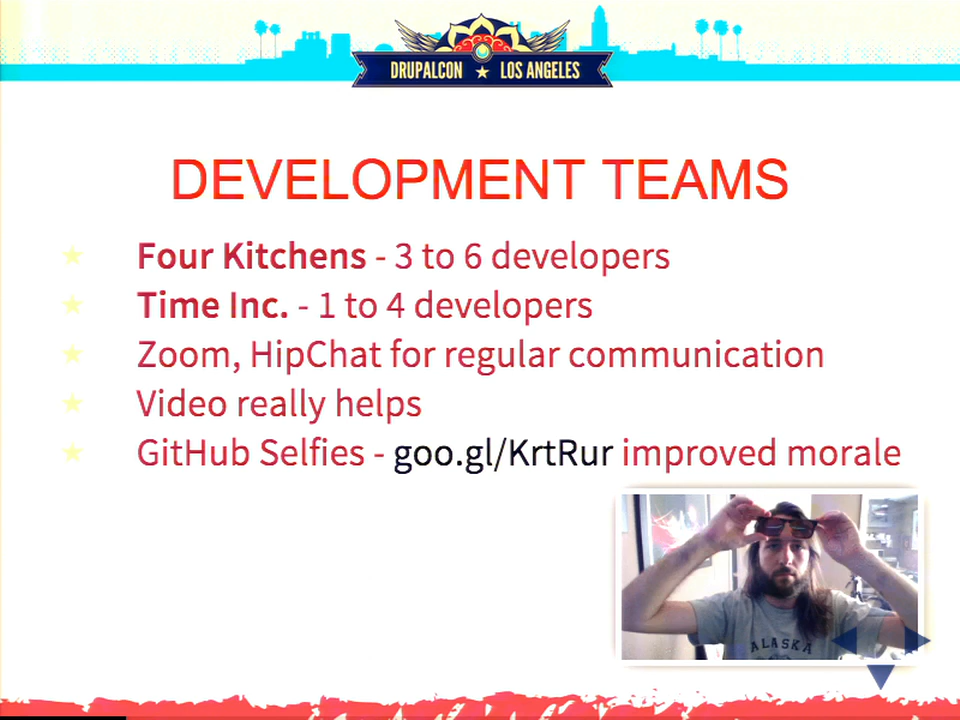 DRUPALCON ★ LOS ANGELES
DEVELOPMENT TEAMS
★ Four Kitchens - 3 to 6 developers
★ Time Inc. - 1 to 4 developers
★ Zoom, HipChat for regular communication
★ Video really helps
★ GitHub Selfies - goo.gl/KrtRur improved morale
ALASKA